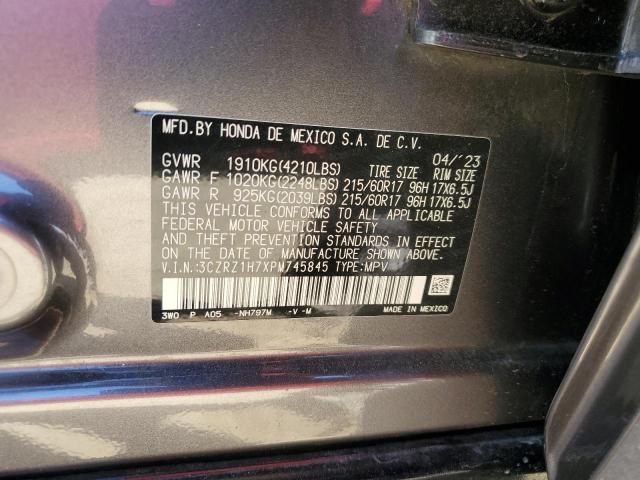 MFD.BY HONDA DE MEXICO S.A. DE C.V.
04/'23
GVWR 1910KG(4210LBS) TIRE SIZE RIM SIZE
GAWR F 1020KG(2248LBS) 215/60R17 96H 17X6.5J
GAWR R 925KG(2039LBS) 215/60R17 96H 17X6.5J
THIS VEHICLE CONFORMS TO ALL APPLICABLE
FEDERAL MOTOR VEHICLE SAFETY
AND THEFT PREVENTION STANDARDS IN EFFECT
ON THE DATE OF MANUFACTURE SHOWN ABOVE.
V.I.N.:3CZRZ1H7XPM745845 TYPE:MPV
3W0 P A05 -NH797M -V -M MADE IN MEXICO